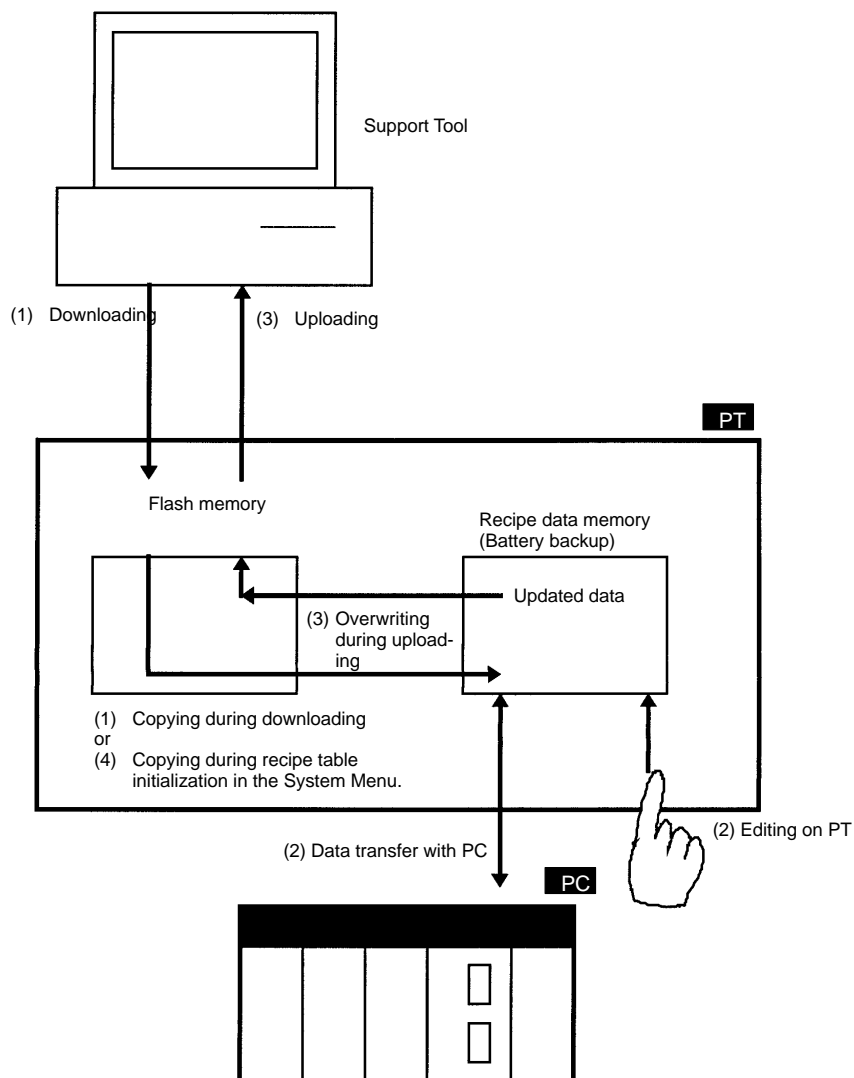 Support Tool
(1) Downloading
(3) Uploading
PT
Flash memory
Recipe data memory
(Battery backup)
Updated data
(3) Overwriting
during upload-
ing
(1) Copying during downloading
or
(4) Copying during recipe table
initialization in the System Menu.
(2) Editing on PT
(2) Data transfer with PC
PC